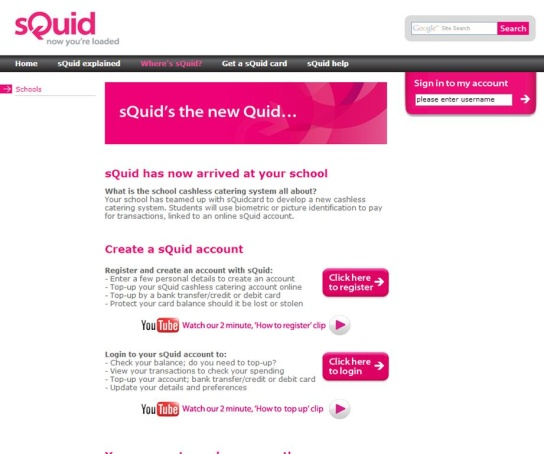 sQuid
now you're loaded
Google™ Site Search
Search
Home
sQuid explained
Where's sQuid?
Get a sQuid card
sQuid help
Sign in to my account
please enter username
Schools
sQuid's the new Quid...
sQuid has now arrived at your school
What is the school cashless catering system all about?
Your school has teamed up with sQuidcard to develop a new cashless
catering system. Students will use biometric or picture identification to pay
for transactions, linked to an online sQuid account.
Create a sQuid account
Register and create an account with sQuid:
- Enter a few personal details to create an account
- Top-up your sQuid cashless catering account online
- Top-up by a bank transfer/credit or debit card
- Protect your card balance should it be lost or stolen
Click here
to register
YouTube Watch our 2 minute, 'How to register' clip
Login to your sQuid account to:
- Check your balance; do you need to top-up?
- View your transactions to check your spending
- Top-up your account; bank transfer/credit or debit card
- Update your details and preferences
Click here
to login
YouTube Watch our 2 minute, 'How to top up' clip